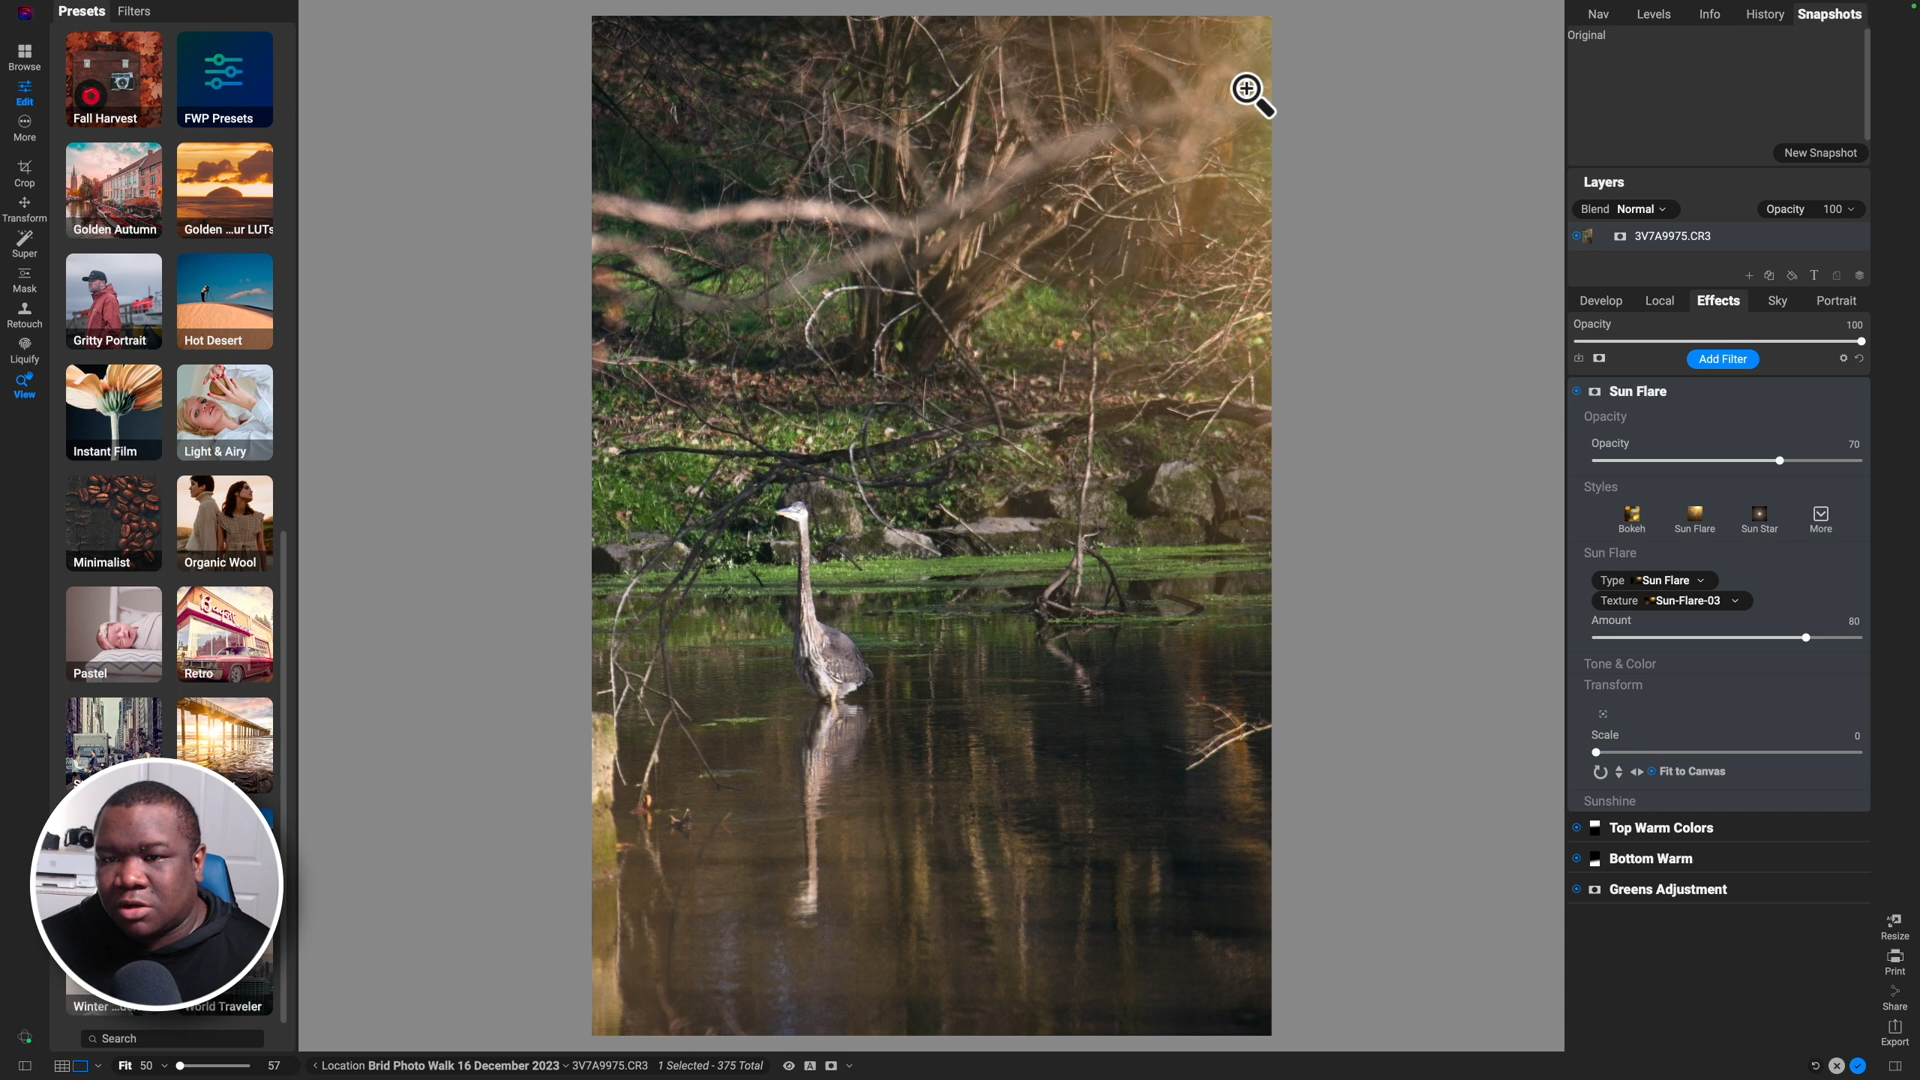 Presets Filters
Nav Levels Info History Snapshots
Original
New Snapshot
Browse
Edit
More
Crop
Transform
Super
Mask
Retouch
Liquify
View
Fall Harvest
FWP Presets
Golden Autumn
Golden ...ur LUTs
Gritty Portrait
Hot Desert
Instant Film
Light & Airy
Minimalist
Organic Wool
Pastel
Retro
World Traveler
Search
Layers
Blend Normal
Opacity 100
3V7A9975.CR3
Develop Local Effects Sky Portrait
Opacity 100
Add Filter
Sun Flare
Opacity
Opacity 70
Styles
Bokeh Sun Flare Sun Star More
Sun Flare
Type Sun Flare
Texture Sun-Flare-03
Amount 80
Tone & Color
Transform
Scale 0
Fit to Canvas
Sunshine
Top Warm Colors
Bottom Warm
Greens Adjustment
Resize
Print
Share
Export
Fit 50 57
Location Brid Photo Walk 16 December 2023 3V7A9975.CR3 1 Selected - 375 Total